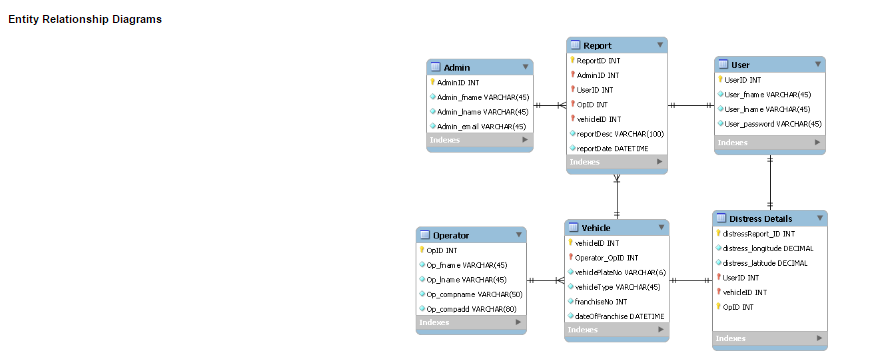 Entity Relationship Diagrams
Report
ReportID INT
AdminID INT
UserID INT
OpID INT
vehicleID INT
reportDesc VARCHAR(100)
reportDate DATETIME
Indexes
Admin
AdminID INT
Admin_fname VARCHAR(45)
Admin_lname VARCHAR(45)
Admin_email VARCHAR(45)
Indexes
User
UserID INT
User_fname VARCHAR(45)
User_lname VARCHAR(45)
User_password VARCHAR(45)
Indexes
Operator
OpID INT
Op_fname VARCHAR(45)
Op_lname VARCHAR(45)
Op_compname VARCHAR(50)
Op_compadd VARCHAR(80)
Indexes
Vehicle
vehicleID INT
Operator_OpID INT
vehiclePlateNo VARCHAR(6)
vehicleType VARCHAR(45)
franchiseNo INT
dateOfFranchise DATETIME
Indexes
Distress Details
distressReport_ID INT
distress_longitude DECIMAL
distress_latitude DECIMAL
UserID INT
vehicleID INT
OpID INT
Indexes